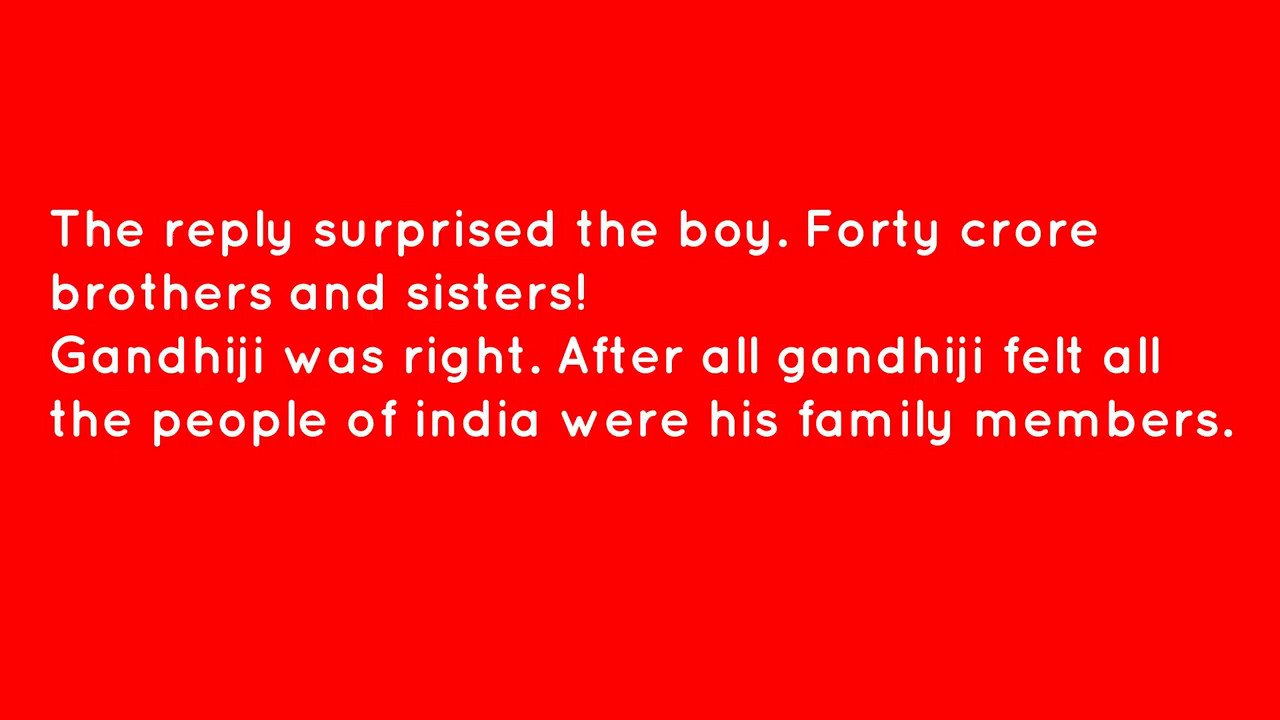 The reply surprised the boy. Forty crore
brothers and sisters!
Gandhiji was right. After all gandhiji felt all
the people of india were his family members.